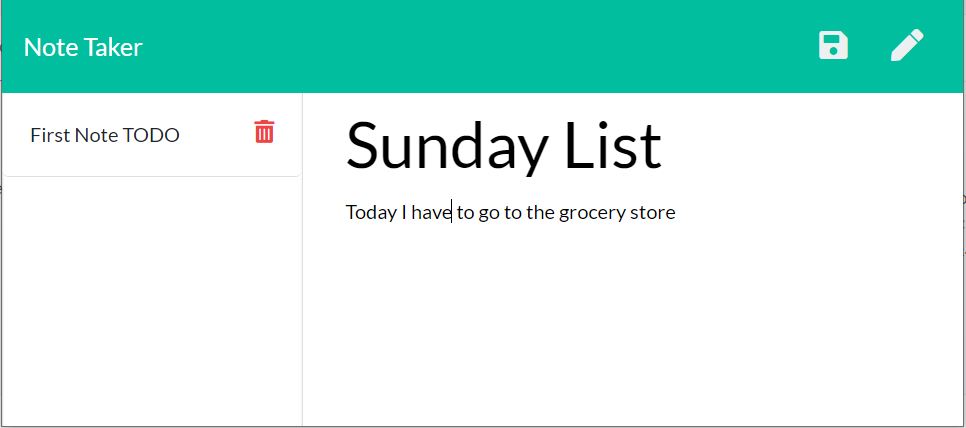 Note Taker
First Note TODO
Sunday List
Today I have to go to the grocery store